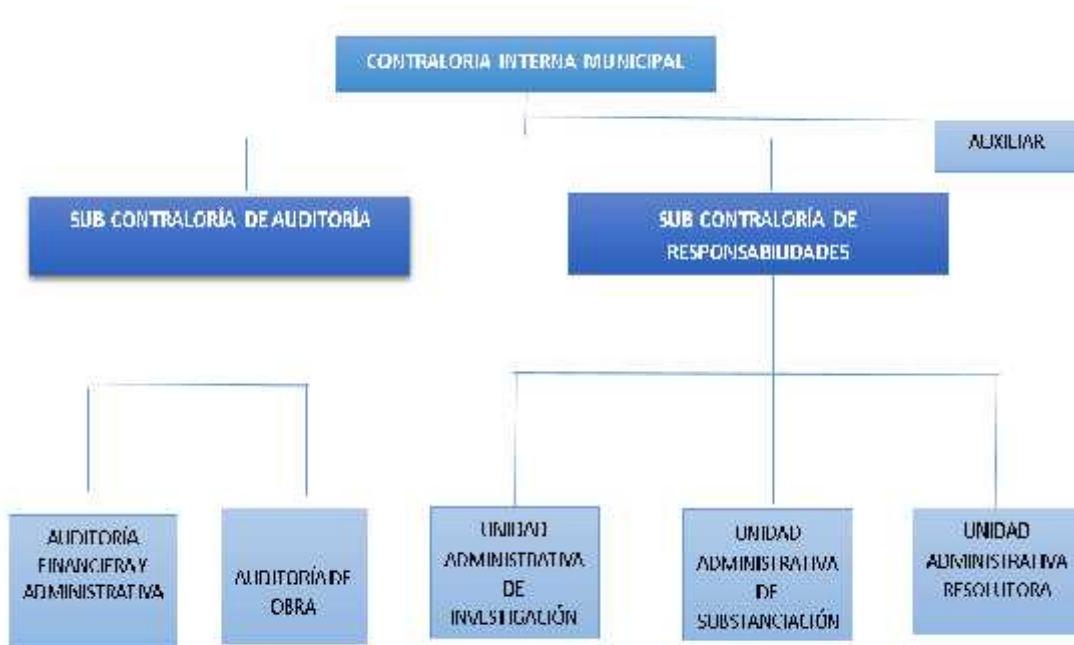 CONTRALORIA INTERNA MUNICIPAL
AUXILIAR
SUB CONTRALORÍA DE AUDITORÍA
SUB CONTRALORÍA DE
RESPONSABILIDADES
AUDITORÍA
FINANCIERA Y
ADMINISTRATIVA
AUDITORÍA DE
OBRA
UNIDAD
ADMINISTRATIVA
DE
INVESTIGACIÓN
UNIDAD
ADMINISTRATIVA
DE
SUBSTANCIACIÓN
UNIDAD
ADMINISTRATIVA
RESOLUTORA